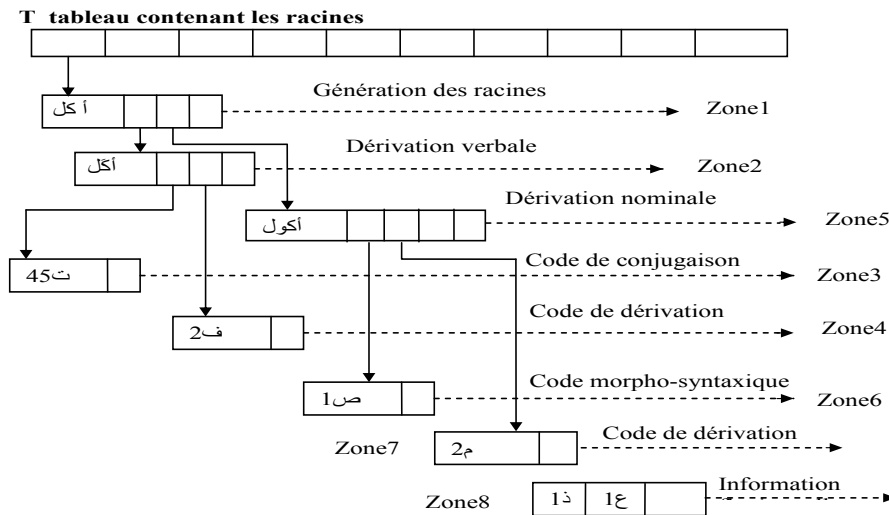 T tableau contenant les racines
Génération des racines
أ كل
Zone1
Dérivation verbale
أكّل
Zone2
Dérivation nominale
أكول
Zone5
Code de conjugaison
ت45
Zone3
Code de dérivation
ف2
Zone4
Code morpho-syntaxique
ص1
Zone6
Code de dérivation
Zone7
م2
Information
Zone8
ذ1 ع1